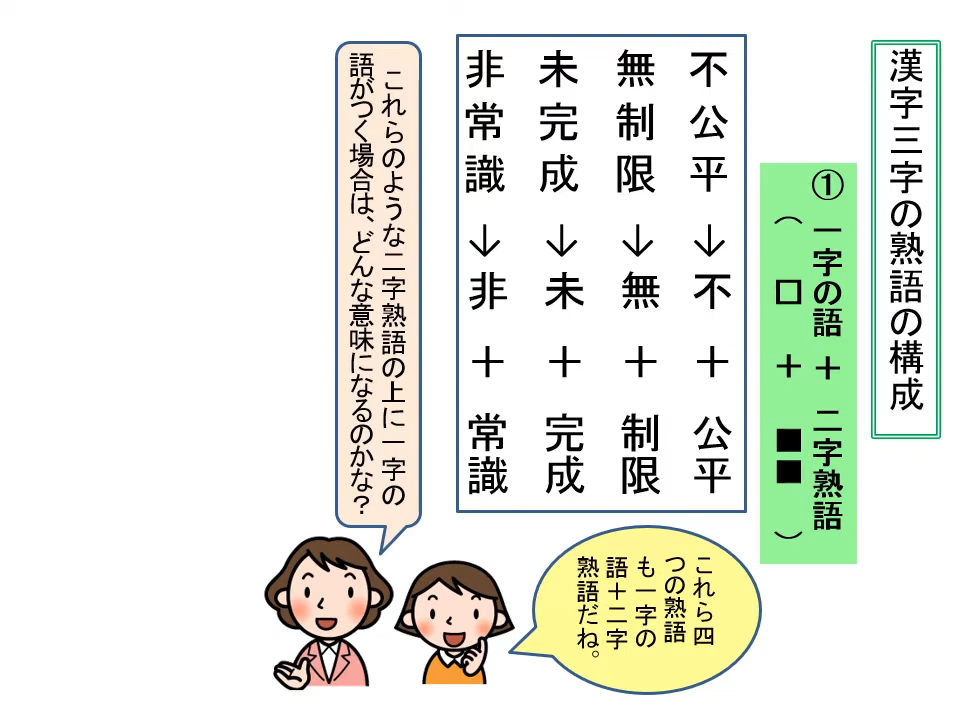 漢字三字の熟語の構成
① 一字の語 ＋ 二字熟語
（ □ ＋ ■■ ）
不公平→不＋公平
無制限→無＋制限
未完成→未＋完成
非常識→非＋常識
これらのような二字熟語の上に一字の
語がつく場合は、どんな意味になるのかな？
これら四
つの熟語
も一字の
語＋二字
熟語だね。